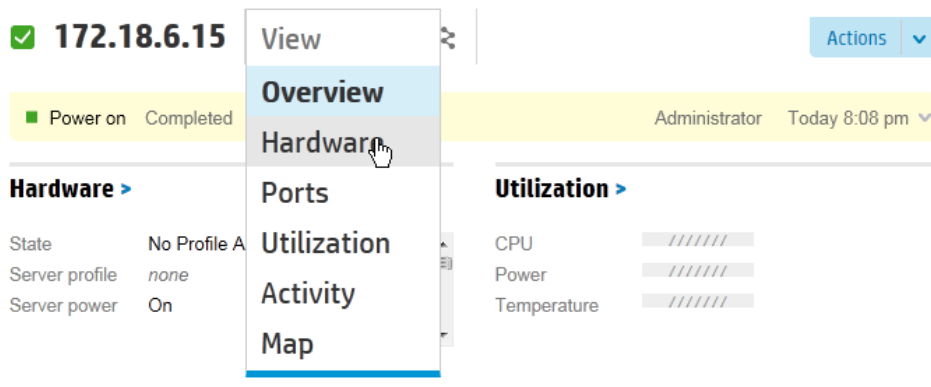 172.18.6.15
Actions
View
Overview
Hardware
Ports
Utilization
Activity
Map
Power on Completed Administrator Today 8:08 pm
Hardware >
State No Profile A
Server profile none
Server power On
Utilization >
CPU ///////
Power ///////
Temperature ///////